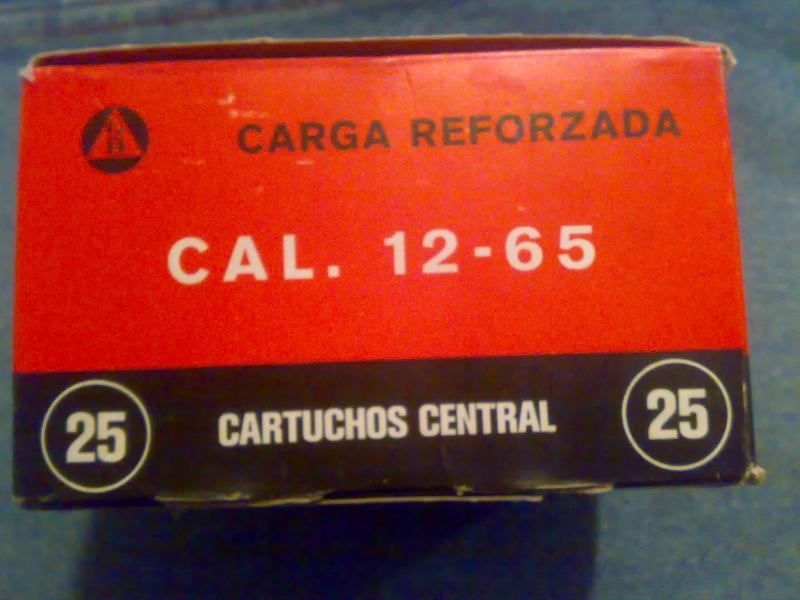 CARGA REFORZADA
CAL. 12-65
25 CARTUCHOS CENTRAL 25